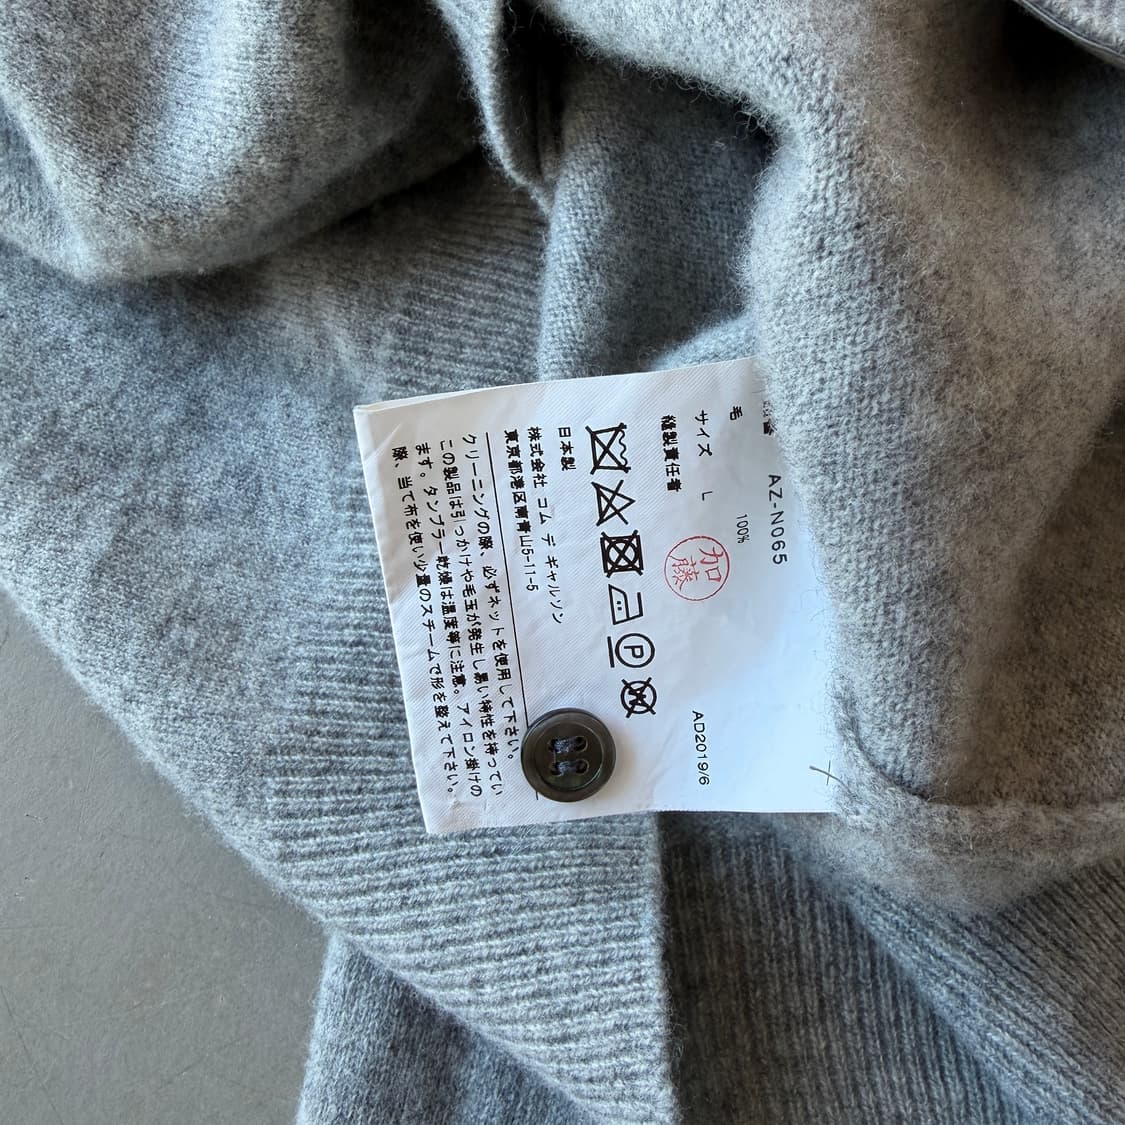 AZ-N065
毛 100%
サイズ L
縫製責任者 加藤
AD2019/6
P
W
日本製
株式会社 コム デ ギャルソン
東京都港区南青山5-11-5
クリーニングの際、必ずネットを使用して下さい。
この製品は引っかけや毛玉が発生し易い特性を持ってい
ます。タンブラー乾燥は温度等に注意。アイロン掛けの
際、当て布を使い少量のスチームで形を整えて下さい。